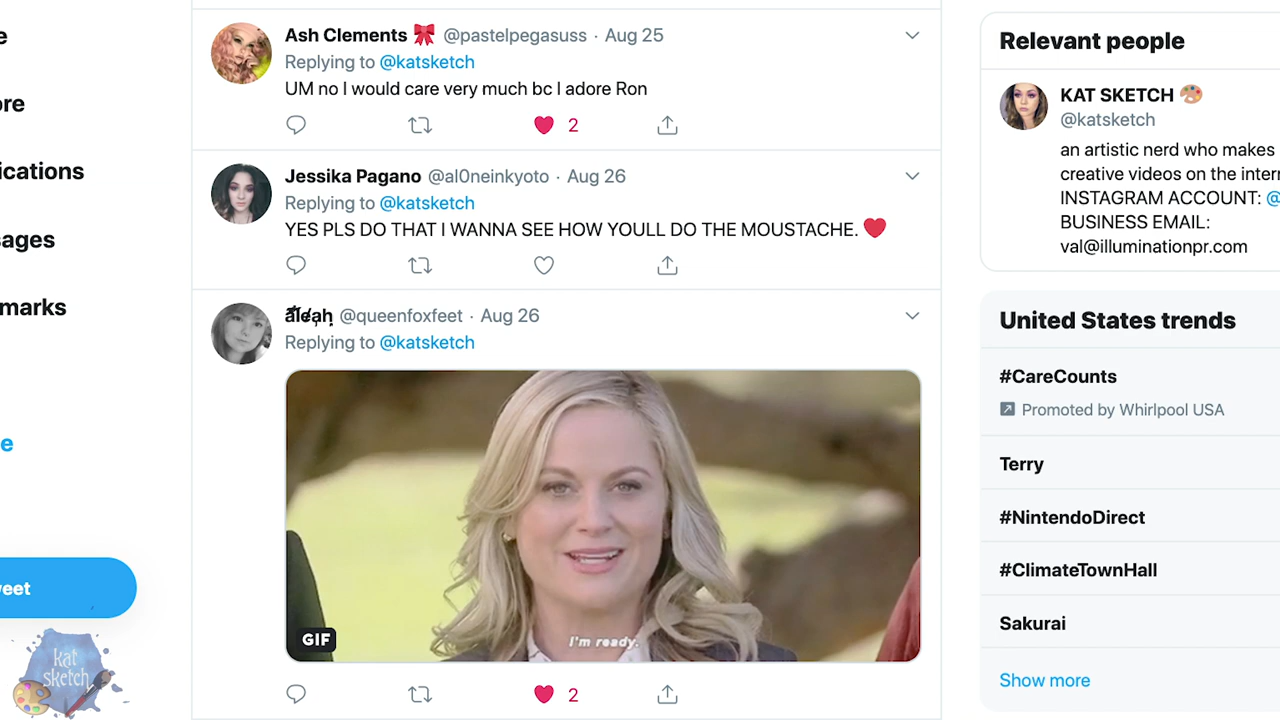 e
ore
ications
sages
marks
e
weet
kat
sketch
Ash Clements 🎀 @pastelpegasuss · Aug 25
Replying to @katsketch
UM no I would care very much bc I adore Ron
2
Jessika Pagano @al0neinkyoto · Aug 26
Replying to @katsketch
YES PLS DO THAT I WANNA SEE HOW YOULL DO THE MOUSTACHE. ❤️
@queenfoxfeet · Aug 26
Replying to @katsketch
I'm ready.
GIF
2
Relevant people
KAT SKETCH 🎨
@katsketch
an artistic nerd who makes
creative videos on the inter
INSTAGRAM ACCOUNT: @
BUSINESS EMAIL:
val@illuminationpr.com
United States trends
#CareCounts
Promoted by Whirlpool USA
Terry
#NintendoDirect
#ClimateTownHall
Sakurai
Show more